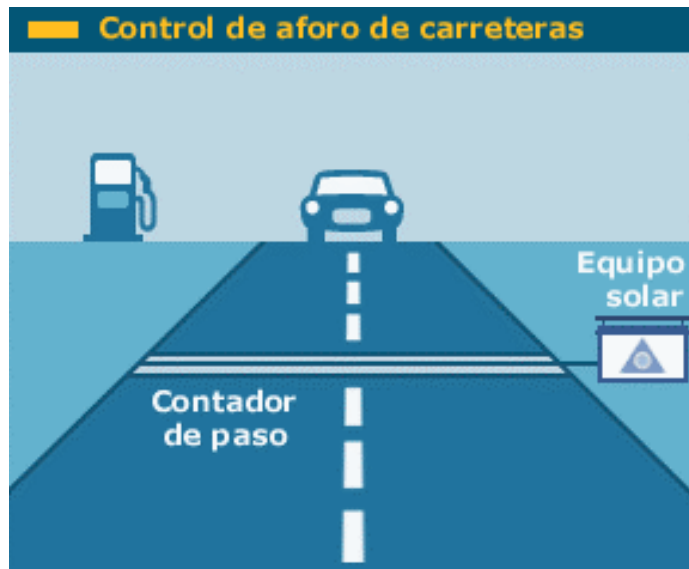 Control de aforo de carreteras
Equipo
solar
Contador
de paso